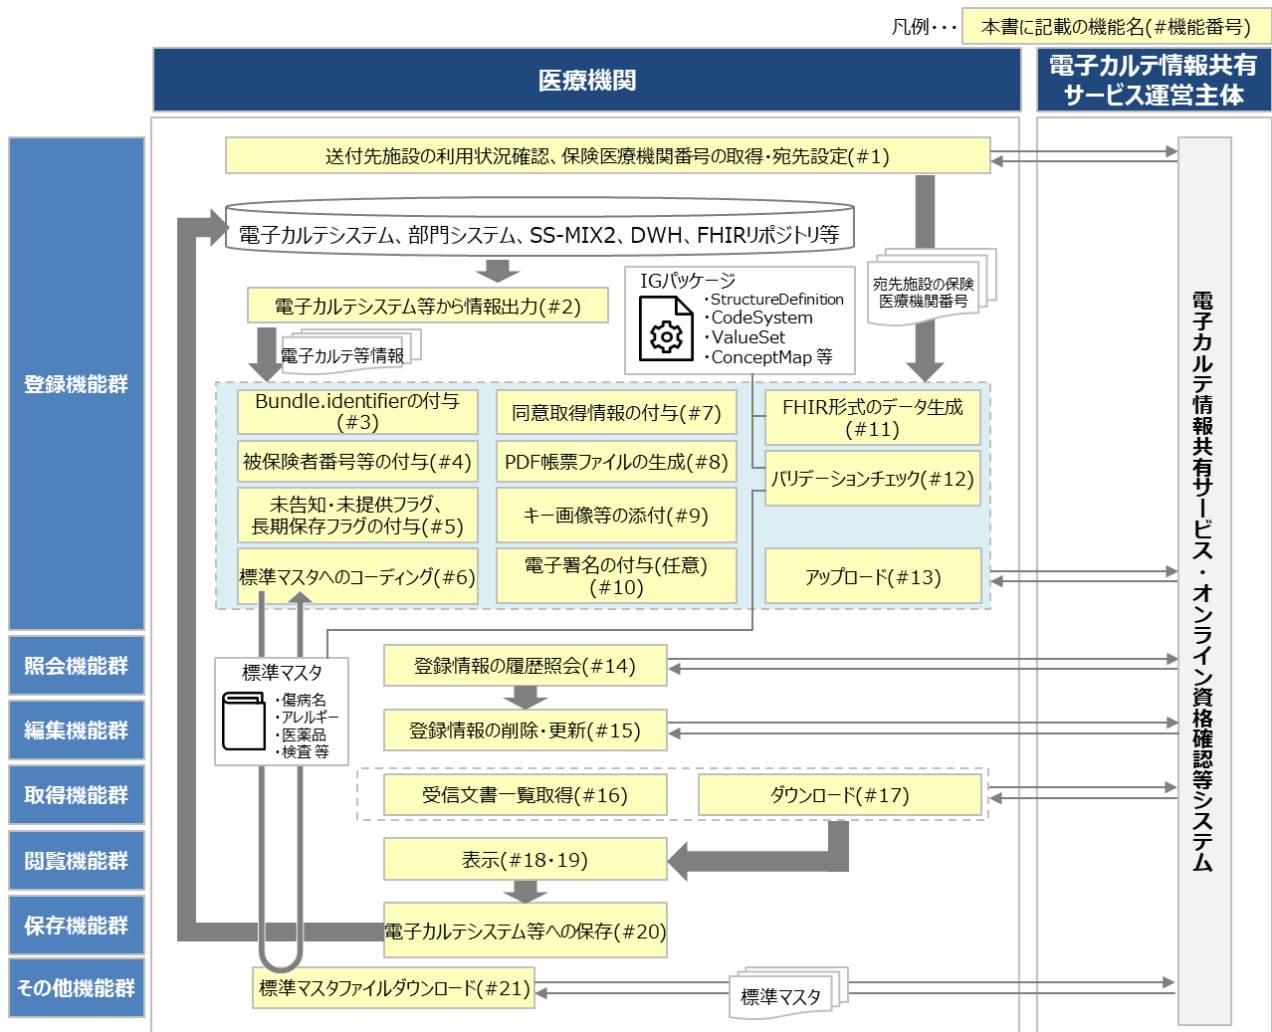 凡例・・・
本書に記載の機能名(#機能番号)
医療機関
電子カルテ情報共有
サービス運営主体
登録機能群
送付先施設の利用状況確認、保険医療機関番号の取得・宛先設定(#1)
電子カルテシステム、部門システム、SS-MIX2、DWH、FHIRリポジトリ等
電子カルテシステム等から情報出力(#2)
電子カルテ等情報
IGパッケージ
・StructureDefinition
・CodeSystem
・ValueSet
・ConceptMap 等
宛先施設の保険
医療機関番号
Bundle.identifierの付与
(#3)
被保険者番号等の付与(#4)
未告知・未提供フラグ、
長期保存フラグの付与(#5)
標準マスタへのコーディング(#6)
同意取得情報の付与(#7)
PDF帳票ファイルの生成(#8)
キー画像等の添付(#9)
電子署名の付与(任意)
(#10)
FHIR形式のデータ生成
(#11)
バリデーションチェック(#12)
アップロード(#13)
電子カルテ情報共有サービス・オンライン資格確認等システム
照会機能群
登録情報の履歴照会(#14)
標準マスタ
・傷病名
・アレルギー
・医薬品
・検査 等
編集機能群
登録情報の削除・更新(#15)
取得機能群
受信文書一覧取得(#16)
ダウンロード(#17)
閲覧機能群
表示(#18・19)
保存機能群
電子カルテシステム等への保存(#20)
その他機能群
標準マスタファイルダウンロード(#21)
標準マスタ